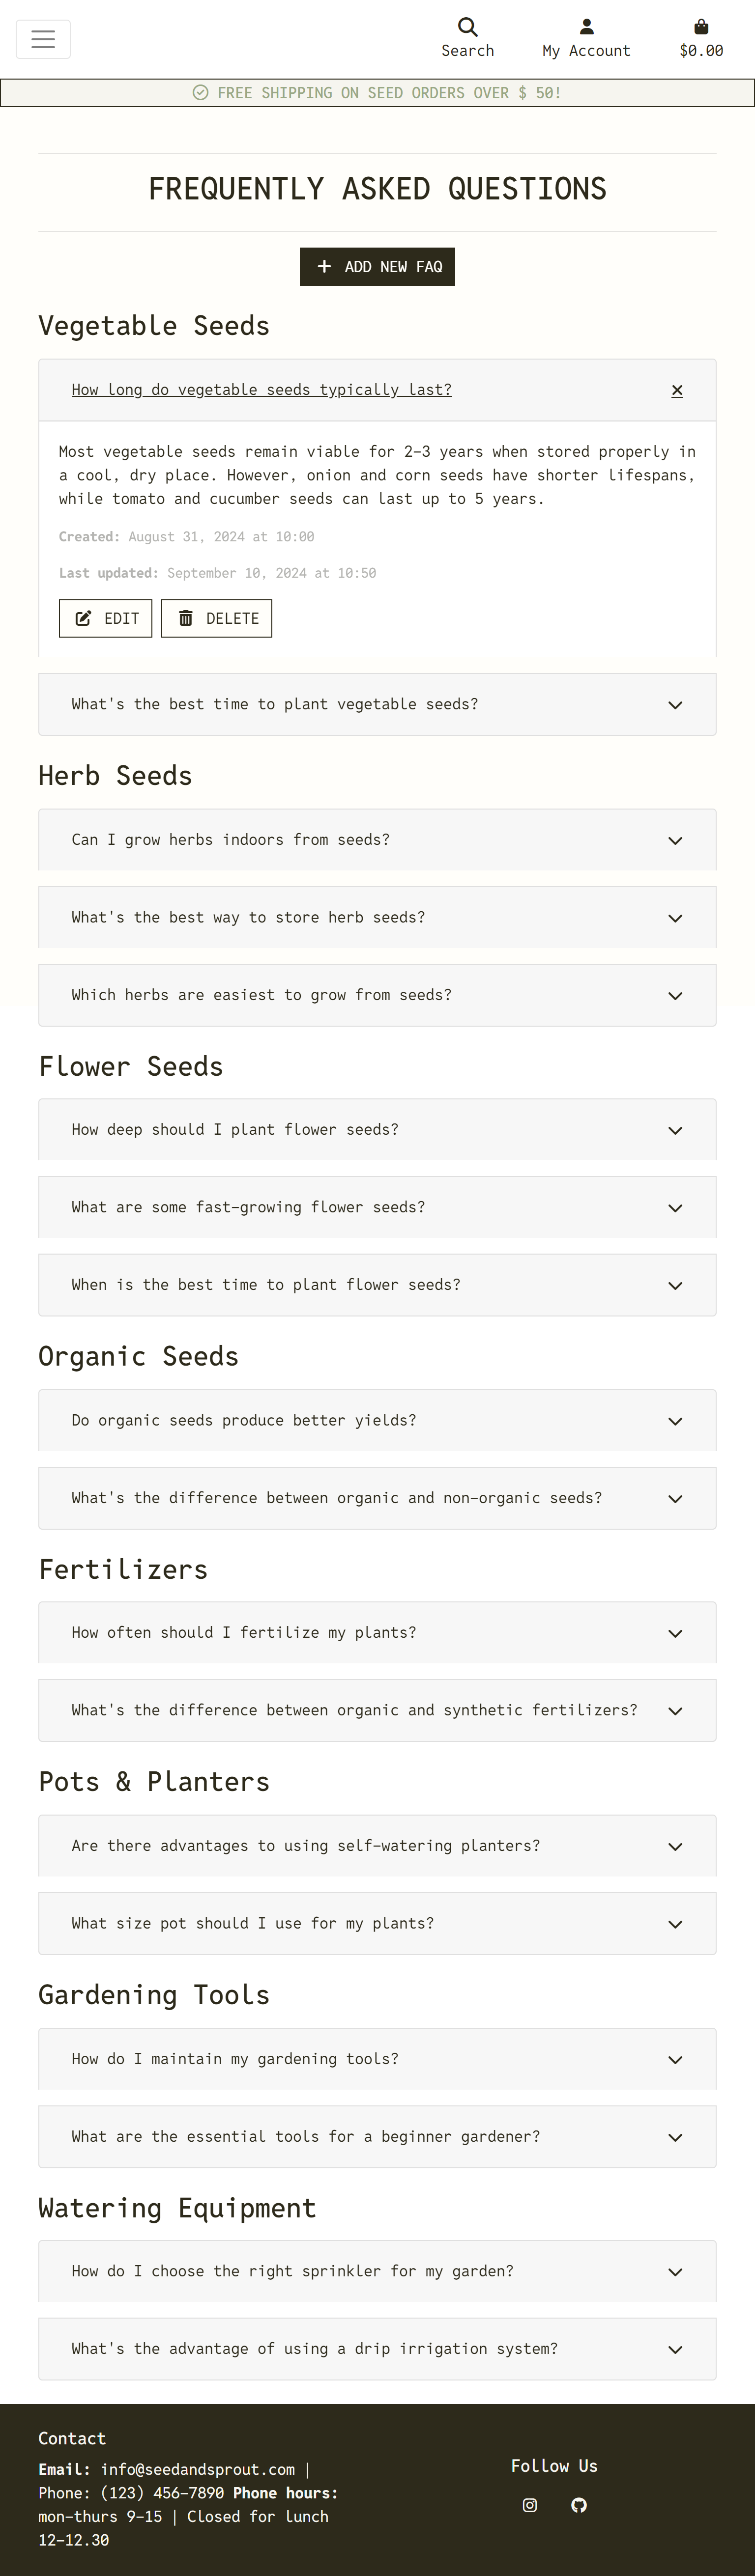 Search
My Account
$0.00
FREE SHIPPING ON SEED ORDERS OVER $ 50!
FREQUENTLY ASKED QUESTIONS
ADD NEW FAQ
Vegetable Seeds
How long do vegetable seeds typically last?
Most vegetable seeds remain viable for 2-3 years when stored properly in
a cool, dry place. However, onion and corn seeds have shorter lifespans,
while tomato and cucumber seeds can last up to 5 years.
Created: August 31, 2024 at 10:00
Last updated: September 10, 2024 at 10:50
EDIT
DELETE
What's the best time to plant vegetable seeds?
Herb Seeds
Can I grow herbs indoors from seeds?
What's the best way to store herb seeds?
Which herbs are easiest to grow from seeds?
Flower Seeds
How deep should I plant flower seeds?
What are some fast-growing flower seeds?
When is the best time to plant flower seeds?
Organic Seeds
Do organic seeds produce better yields?
What's the difference between organic and non-organic seeds?
Fertilizers
How often should I fertilize my plants?
What's the difference between organic and synthetic fertilizers?
Pots & Planters
Are there advantages to using self-watering planters?
What size pot should I use for my plants?
Gardening Tools
How do I maintain my gardening tools?
What are the essential tools for a beginner gardener?
Watering Equipment
How do I choose the right sprinkler for my garden?
What's the advantage of using a drip irrigation system?
Contact
Email: info@seedandsprout.com |
Phone: (123) 456-7890 Phone hours:
mon-thurs 9-15 | Closed for lunch
12-12.30
Follow Us